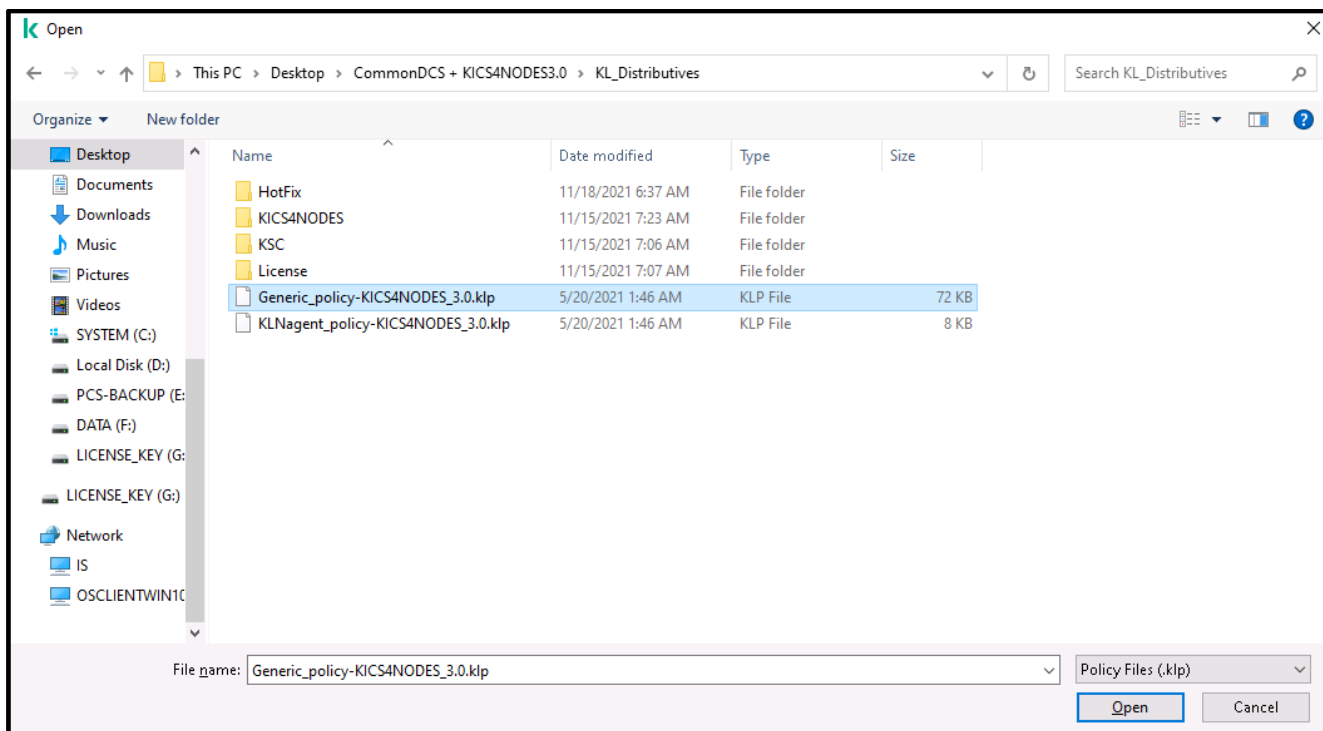 Open
This PC > Desktop > CommonDCS + KICS4NODES3.0 > KL_Distributives
Search KL_Distributives
Organize
New folder
Name
Date modified
Type
Size
Desktop
Documents
Downloads
Music
Pictures
Videos
SYSTEM (C:)
Local Disk (D:)
PCS-BACKUP (E:
DATA (F:)
LICENSE_KEY (G:
LICENSE_KEY (G:)
Network
IS
OSCLIENTWIN10
HotFix 11/18/2021 6:37 AM File folder
KICS4NODES 11/15/2021 7:23 AM File folder
KSC 11/15/2021 7:06 AM File folder
License 11/15/2021 7:07 AM File folder
Generic_policy-KICS4NODES_3.0.klp 5/20/2021 1:46 AM KLP File 72 KB
KLNagent_policy-KICS4NODES_3.0.klp 5/20/2021 1:46 AM KLP File 8 KB
File name: Generic_policy-KICS4NODES_3.0.klp
Policy Files (.klp)
Open
Cancel